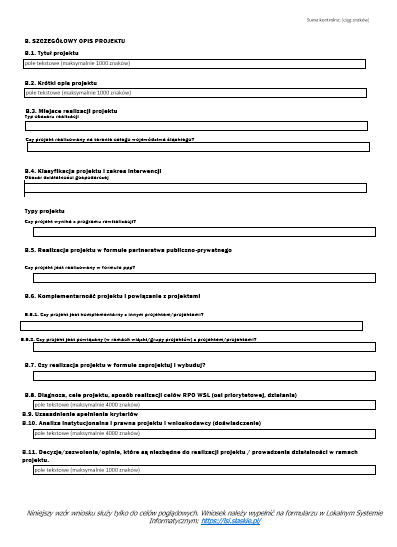 Suma kontrolna: [ciąg znaków]
B. SZCZEGÓŁOWY OPIS PROJEKTU
B.1. Tytuł projektu
pole tekstowe (maksymalnie 1000 znaków)
B.2. Krótki opis projektu
pole tekstowe (maksymalnie 1000 znaków)
B.3. Miejsce realizacji projektu
Typ obszaru realizacji
Czy projekt realizowany na terenie całego województwa śląskiego?
B.4. Klasyfikacja projektu i zakres interwencji
Obszar działalności gospodarczej
Typy projektu
Czy projekt wynika z programu rewitalizacji?
B.5. Realizacja projektu w formule partnerstwa publiczno-prywatnego
Czy projekt jest realizowany w formule ppp?
B.6. Komplementarność projektu i powiązanie z projektami
B.6.1. Czy projekt jest komplementarny z innym projektem/projektami?
B.6.2. Czy projekt jest powiązany (w ramach wiązki/grupy projektów) z projektem/projektami?
B.7. Czy realizacja projektu w formule zaprojektuj i wybuduj?
B.8. Diagnoza, cele projektu, sposób realizacji celów RPO WSL (osi priorytetowej, działania)
pole tekstowe (maksymalnie 4000 znaków)
B.9. Uzasadnienie spełnienia kryteriów
B.10. Analiza instytucjonalna i prawna projektu i wnioskodawcy (doświadczenie)
pole tekstowe (maksymalnie 4000 znaków)
B.11. Decyzje/zezwolenia/opinie, które są niezbędne do realizacji projektu / prowadzenia działalności w ramach
projektu.
pole tekstowe (maksymalnie 1000 znaków)
Niniejszy wzór wniosku służy tylko do celów poglądowych. Wniosek należy wypełnić na formularzu w Lokalnym Systemie
Informatycznym: https://lsi.slaskie.pl/